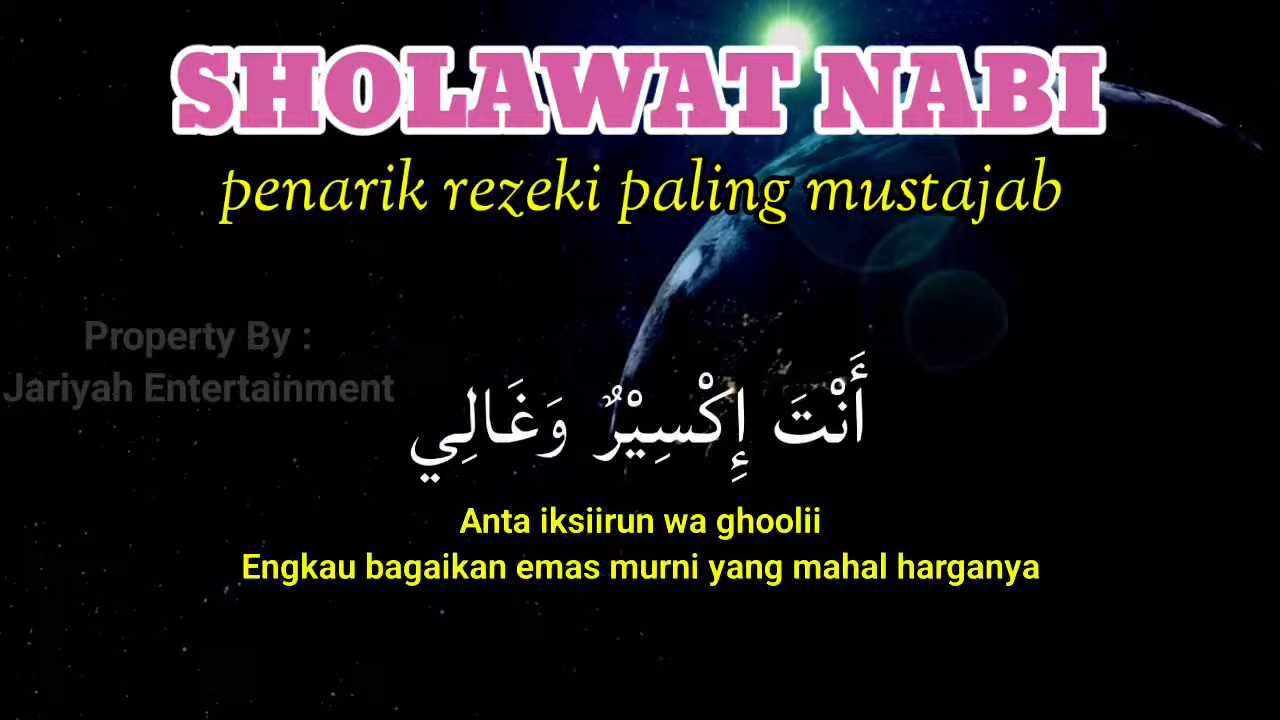 SHOLAWAT NABI
penarik rezeki paling mustajab
Property By :
Jariyah Entertainment
أَنْتَ إِكْسِيْرٌ وَغَالِي
Anta iksiirun wa ghoolii
Engkau bagaikan emas murni yang mahal harganya